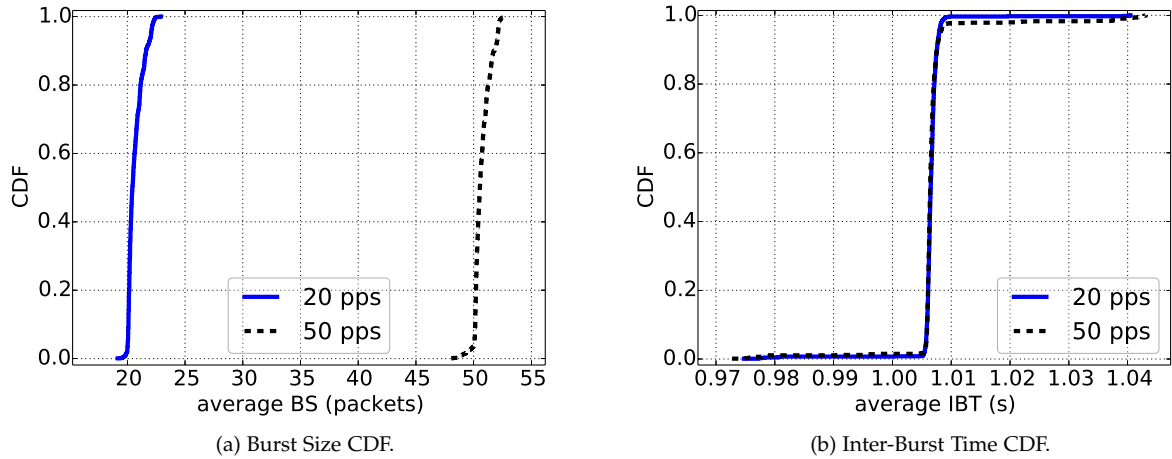 1.0
0.8
0.6
0.4
0.2
0.0
CDF
20 25 30 35 40 45 50 55
average BS (packets)
20 pps
50 pps
(a) Burst Size CDF.
1.0
0.8
0.6
0.4
0.2
0.0
CDF
0.97 0.98 0.99 1.00 1.01 1.02 1.03 1.04
average IBT (s)
20 pps
50 pps
(b) Inter-Burst Time CDF.